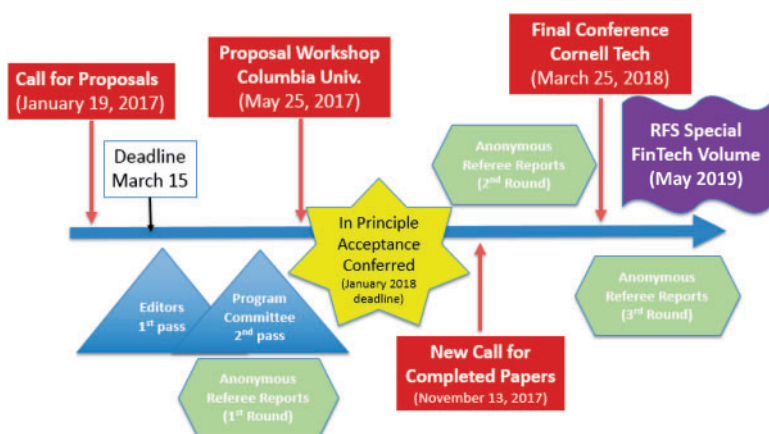 Call for Proposals
(January 19, 2017)
Proposal Workshop
Columbia Univ.
(May 25, 2017)
Final Conference
Cornell Tech
(March 25, 2018)
RFS Special
FinTech Volume
(May 2019)
Deadline
March 15
Anonymous
Referee Reports
(2nd Round)
In Principle
Acceptance
Conferred
(January 2018
deadline)
Editors
1st pass
Program
Committee
2nd pass
Anonymous
Referee Reports
(1st Round)
New Call for
Completed Papers
(November 13, 2017)
Anonymous
Referee Reports
(3rd Round)